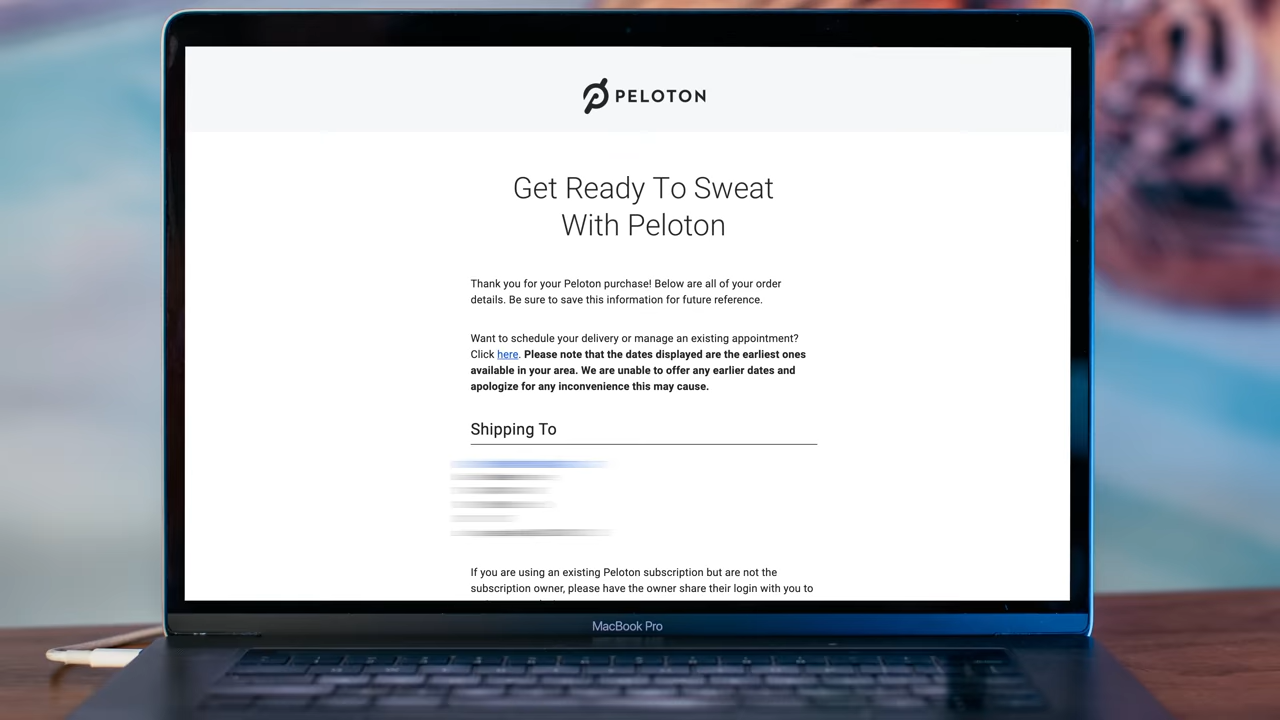 PELOTON
Get Ready To Sweat
With Peloton
Thank you for your Peloton purchase! Below are all of your order
details. Be sure to save this information for future reference.
Want to schedule your delivery or manage an existing appointment?
Click here. Please note that the dates displayed are the earliest ones
available in your area. We are unable to offer any earlier dates and
apologize for any inconvenience this may cause.
Shipping To
If you are using an existing Peloton subscription but are not the
subscription owner, please have the owner share their login with you to
MacBook Pro